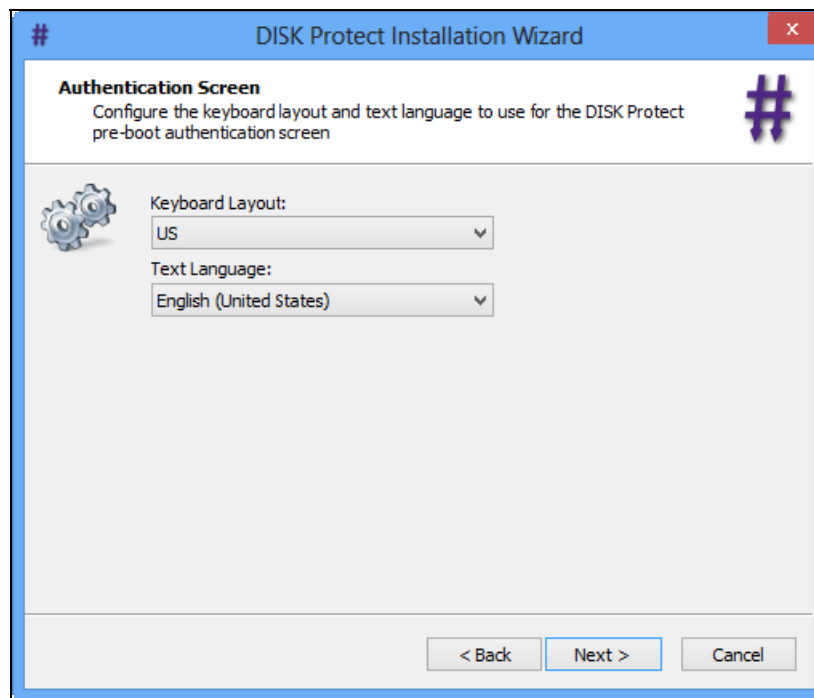 # DISK Protect Installation Wizard x
Authentication Screen
Configure the keyboard layout and text language to use for the DISK Protect
pre-boot authentication screen
#
Keyboard Layout:
US
Text Language:
English (United States)
< Back Next > Cancel